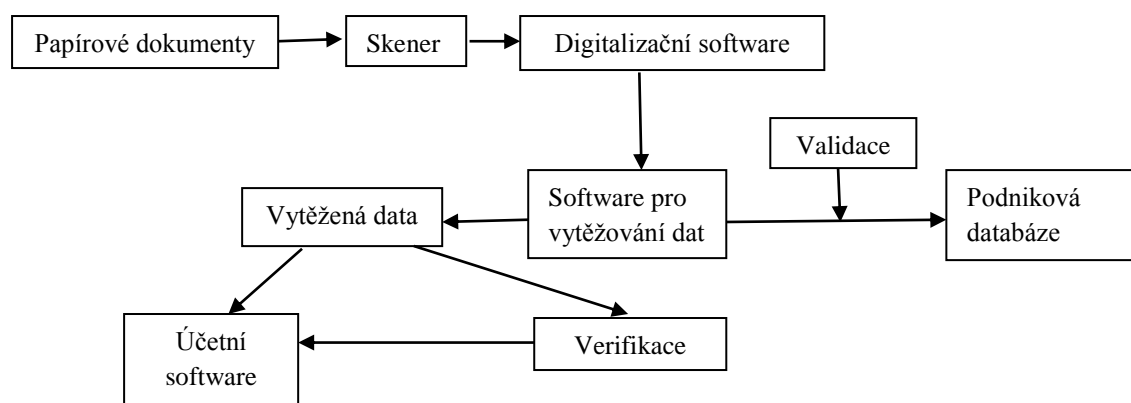 Papírové dokumenty
Skener
Digitalizační software
Validace
Vytěžená data
Software pro
vytěžování dat
Podniková
databáze
Účetní
software
Verifikace